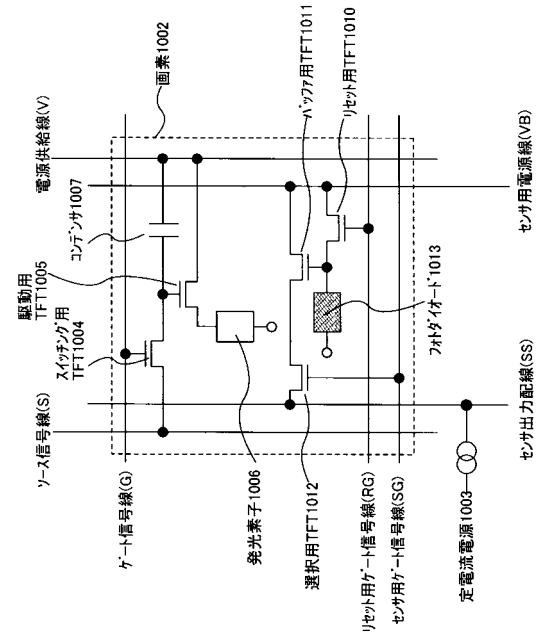 ソース信号線(S)
電源供給線(V)
画素1002
コンデンサ1007
駆動用
TFT1005
スイッチング用
TFT1004
バッファ用TFT1011
リセット用TFT1010
ゲート信号線(G)
発光素子1006
選択用TFT1012
フォトダイオード1013
リセット用ゲート信号線(RG)
センサ用ゲート信号線(SG)
定電流電源1003
センサ出力配線(SS)
センサ用電源線(VB)